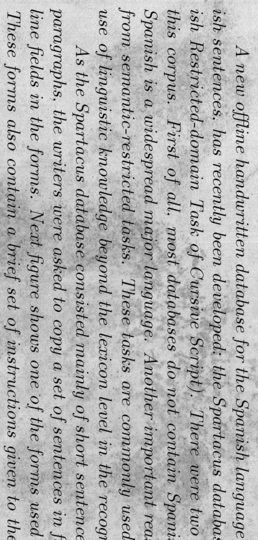 A new offline handwritten database for the Spanish language
ish sentences, has recently been developed: the Spartacus databas
ish Restricted-domain Task of Cursive Script). There were two
this corpus. First of all, most databases do not contain Spani
Spanish is a widespread major language. Another important rea
from semantic-restricted tasks. These tasks are commonly used
use of linguistic knowledge beyond the lexicon level in the recogn
As the Spartacus database consisted mainly of short sentence
paragraphs, the writers were asked to copy a set of sentences in f
line fields in the forms. Next figure shows one of the forms used
These forms also contain a brief set of instructions given to the